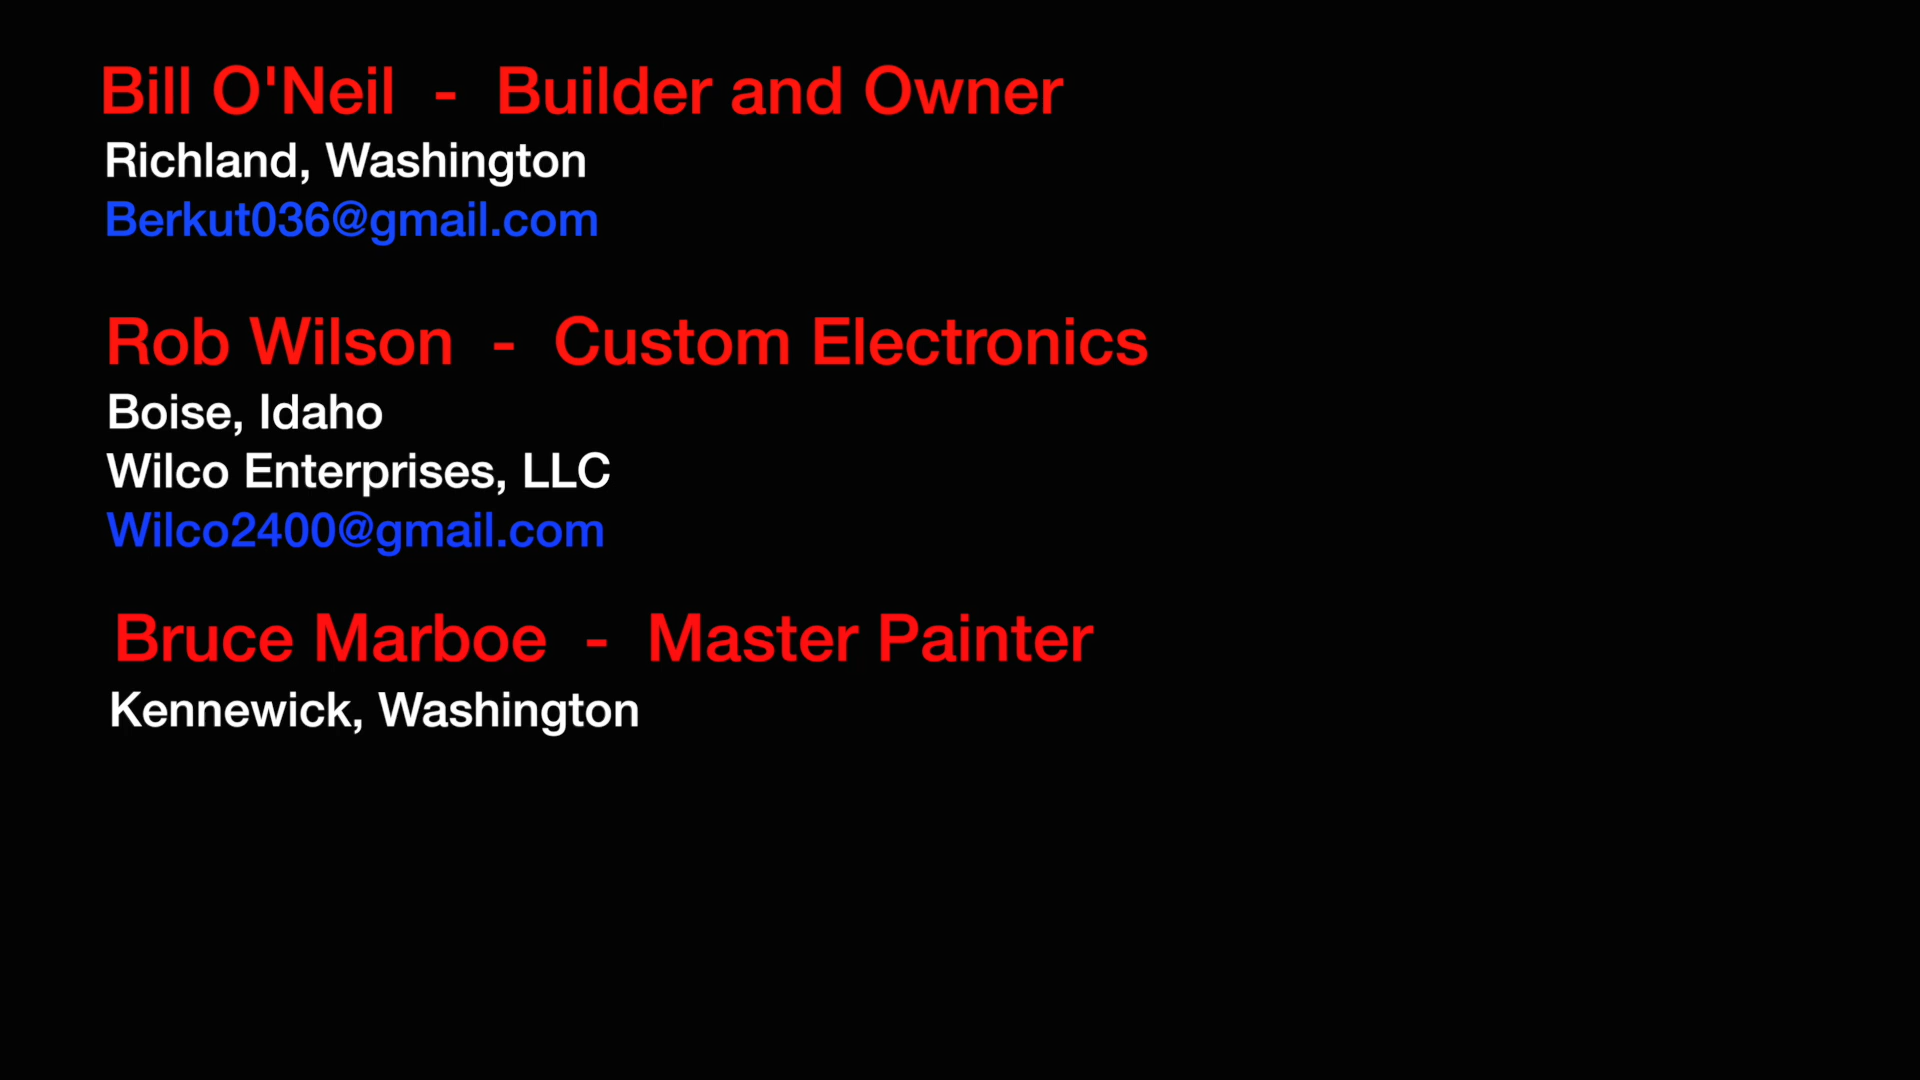 Bill O'Neil - Builder and Owner
Richland, Washington
Berkut036@gmail.com
Rob Wilson - Custom Electronics
Boise, Idaho
Wilco Enterprises, LLC
Wilco2400@gmail.com
Bruce Marboe - Master Painter
Kennewick, Washington